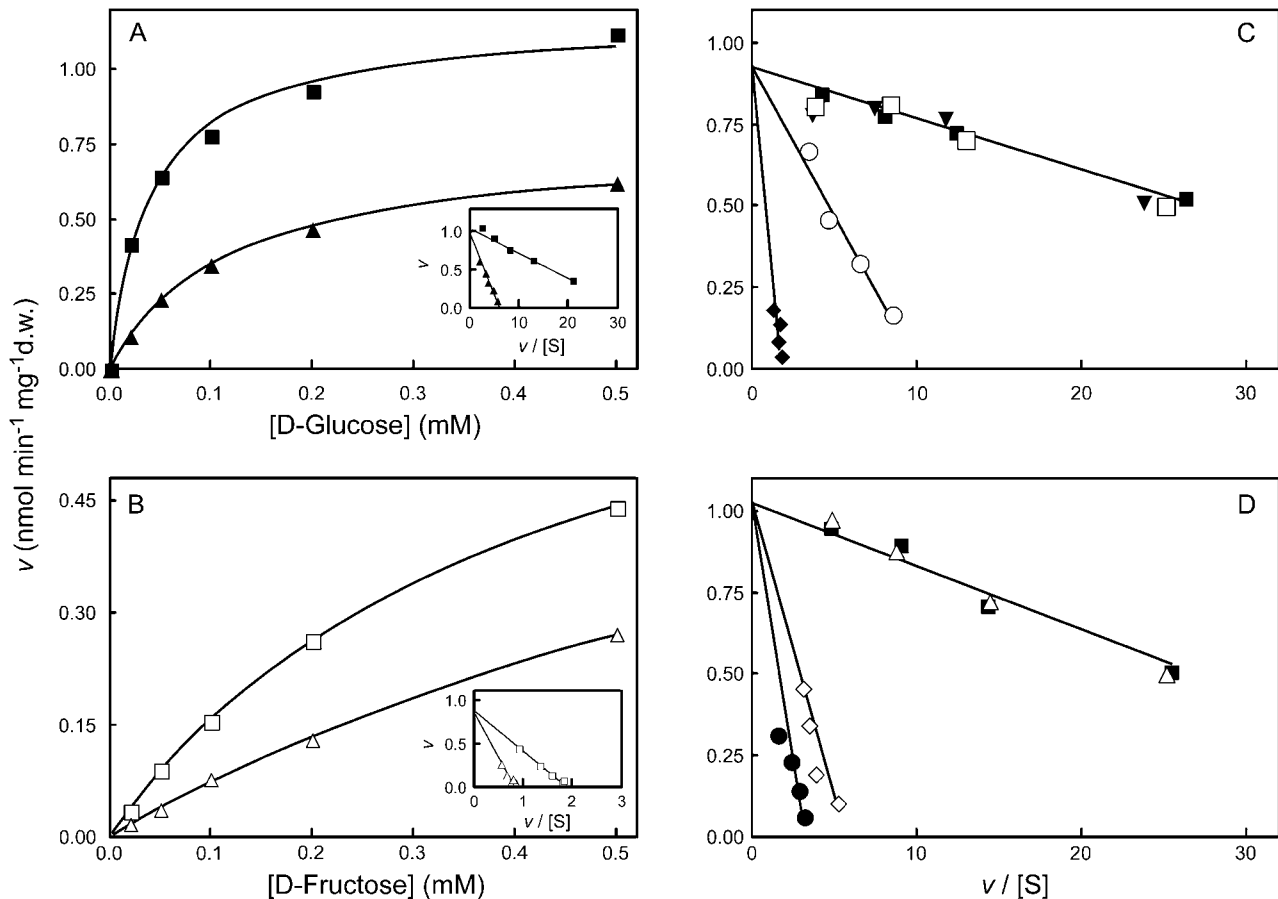 v (nmol min⁻¹ mg⁻¹d.w.)
A
1.00
0.75
0.50
0.25
0.00
0.0 0.1 0.2 0.3 0.4 0.5
[D-Glucose] (mM)
v
1.0
0.5
0.0
0 10 20 30
v / [S]
B
0.45
0.30
0.15
0.00
0.0 0.1 0.2 0.3 0.4 0.5
[D-Fructose] (mM)
v
1.0
0.5
0.0
0 1 2 3
v / [S]
C
1.00
0.75
0.50
0.25
0.00
0 10 20 30
D
1.00
0.75
0.50
0.25
0.00
0 10 20 30
v / [S]